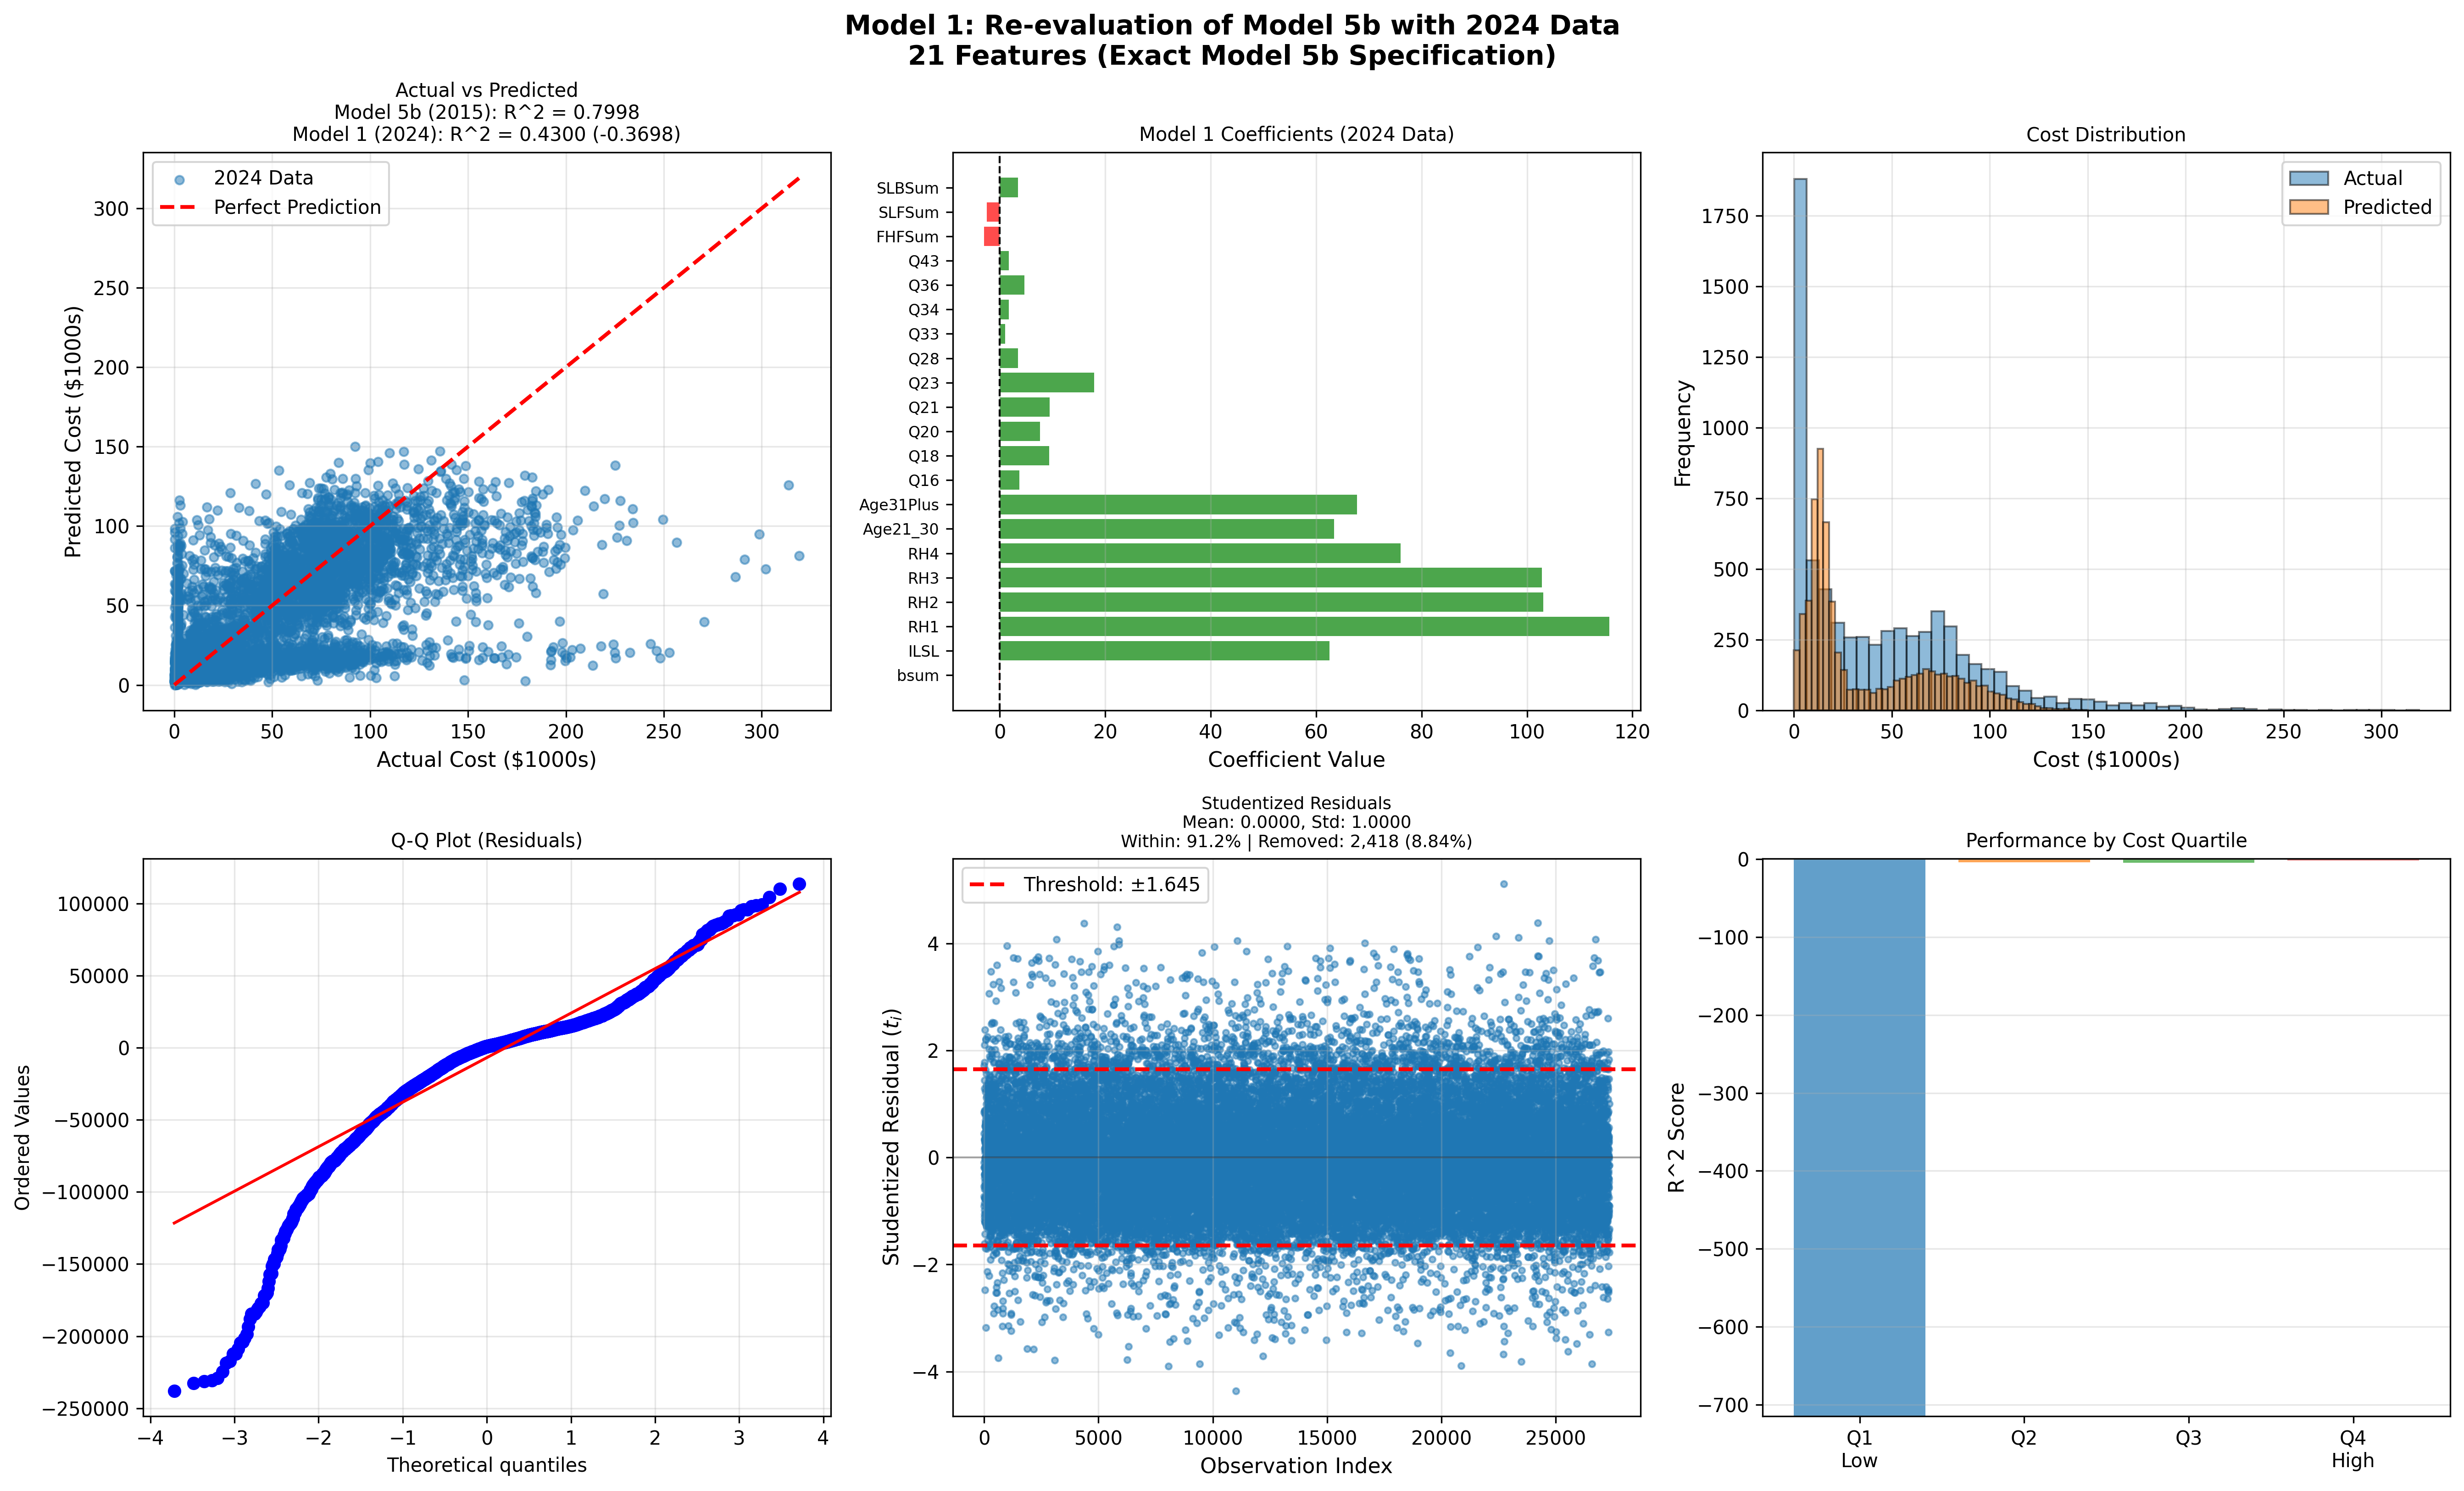 Model 1: Re-evaluation of Model 5b with 2024 Data
21 Features (Exact Model 5b Specification)
Actual vs Predicted
Model 5b (2015): R^2 = 0.7998
Model 1 (2024): R^2 = 0.4300 (-0.3698)
2024 Data
Perfect Prediction
Predicted Cost ($1000s)
300
250
200
150
100
50
0
0 50 100 150 200 250 300
Actual Cost ($1000s)
Model 1 Coefficients (2024 Data)
SLBSum
SLFSum
FHFSum
Q43
Q36
Q34
Q33
Q28
Q23
Q21
Q20
Q18
Q16
Age31Plus
Age21_30
RH4
RH3
RH2
RH1
ILSL
bsum
0 20 40 60 80 100 120
Coefficient Value
Cost Distribution
Actual
Predicted
Frequency
1750
1500
1250
1000
750
500
250
0
0 50 100 150 200 250 300
Cost ($1000s)
Q-Q Plot (Residuals)
Ordered Values
100000
50000
0
−50000
−100000
−150000
−200000
−250000
−4 −3 −2 −1 0 1 2 3 4
Theoretical quantiles
Studentized Residuals
Mean: 0.0000, Std: 1.0000
Within: 91.2% | Removed: 2,418 (8.84%)
Threshold: ±1.645
Studentized Residual (tᵢ)
4
2
0
−2
−4
0 5000 10000 15000 20000 25000
Observation Index
Performance by Cost Quartile
R^2 Score
0
−100
−200
−300
−400
−500
−600
−700
Q1 Q2 Q3 Q4
Low High